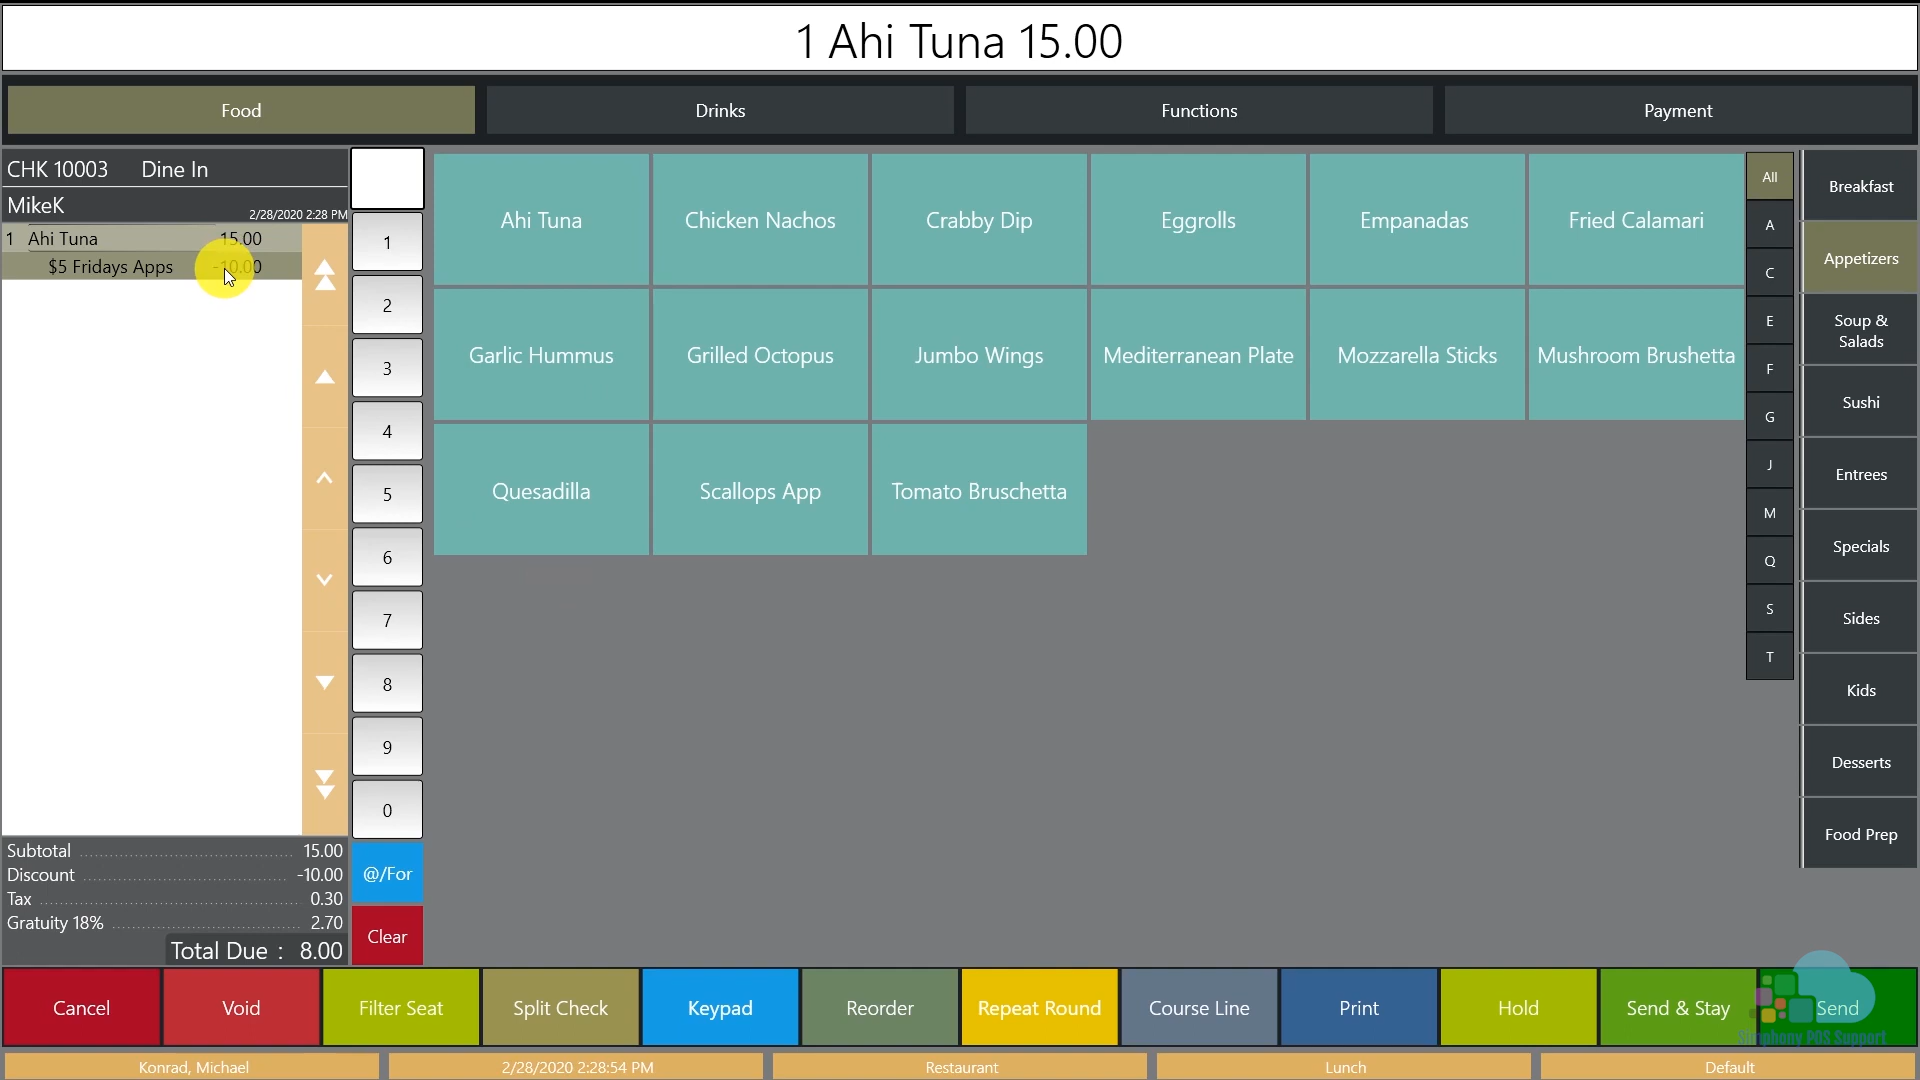 1 Ahi Tuna 15.00
Food
Drinks
Functions
Payment
CHK 10003 Dine In
MikeK
2/28/2020 2:28 PM
1 Ahi Tuna 15.00
$5 Fridays Apps -10.00
Subtotal 15.00
Discount -10.00
Tax 0.30
Gratuity 18% 2.70
Total Due : 8.00
1
2
3
4
5
6
7
8
9
0
@/For
Clear
Ahi Tuna
Chicken Nachos
Crabby Dip
Eggrolls
Empanadas
Fried Calamari
Garlic Hummus
Grilled Octopus
Jumbo Wings
Mediterranean Plate
Mozzarella Sticks
Mushroom Brushetta
Quesadilla
Scallops App
Tomato Bruschetta
All
A
C
E
F
G
J
M
Q
S
T
Breakfast
Appetizers
Soup &
Salads
Sushi
Entrees
Specials
Sides
Kids
Desserts
Food Prep
Cancel
Void
Filter Seat
Split Check
Keypad
Reorder
Repeat Round
Course Line
Print
Hold
Send & Stay
Send
Simphony POS Support
Konrad, Michael
2/28/2020 2:28:54 PM
Restaurant
Lunch
Default